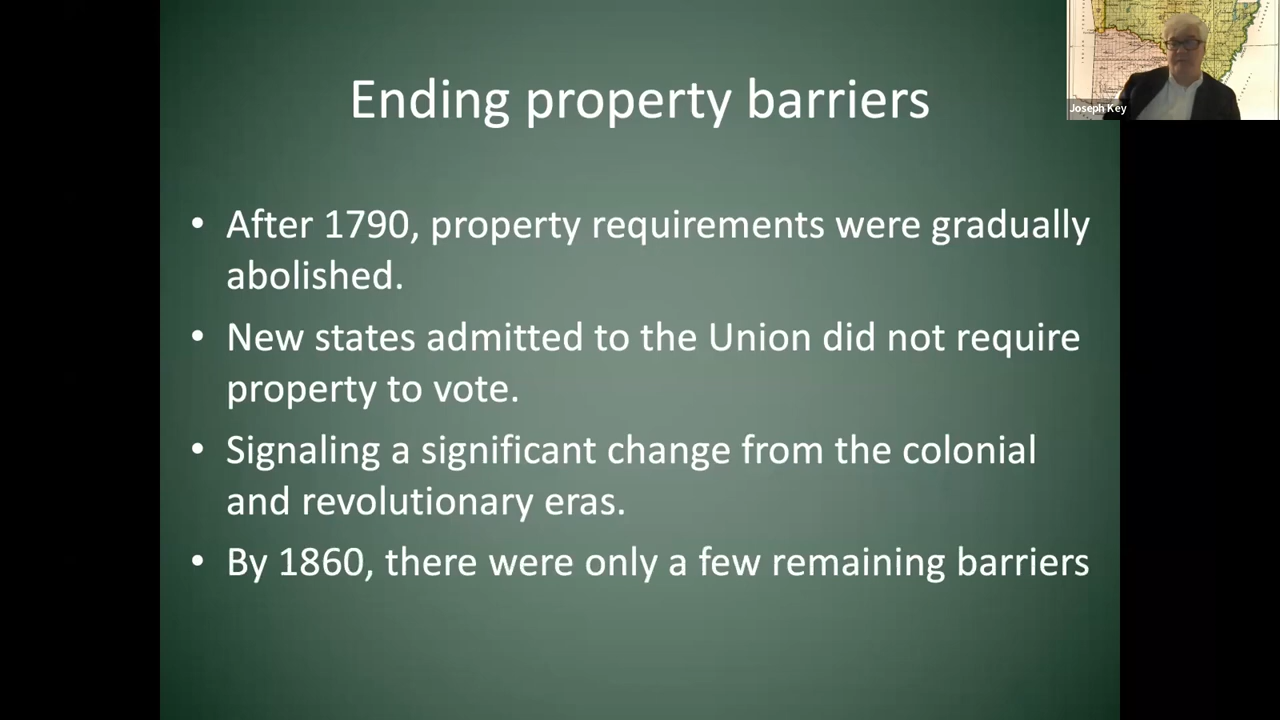 Ending property barriers
• After 1790, property requirements were gradually
abolished.
• New states admitted to the Union did not require
property to vote.
• Signaling a significant change from the colonial
and revolutionary eras.
• By 1860, there were only a few remaining barriers
Joseph Key